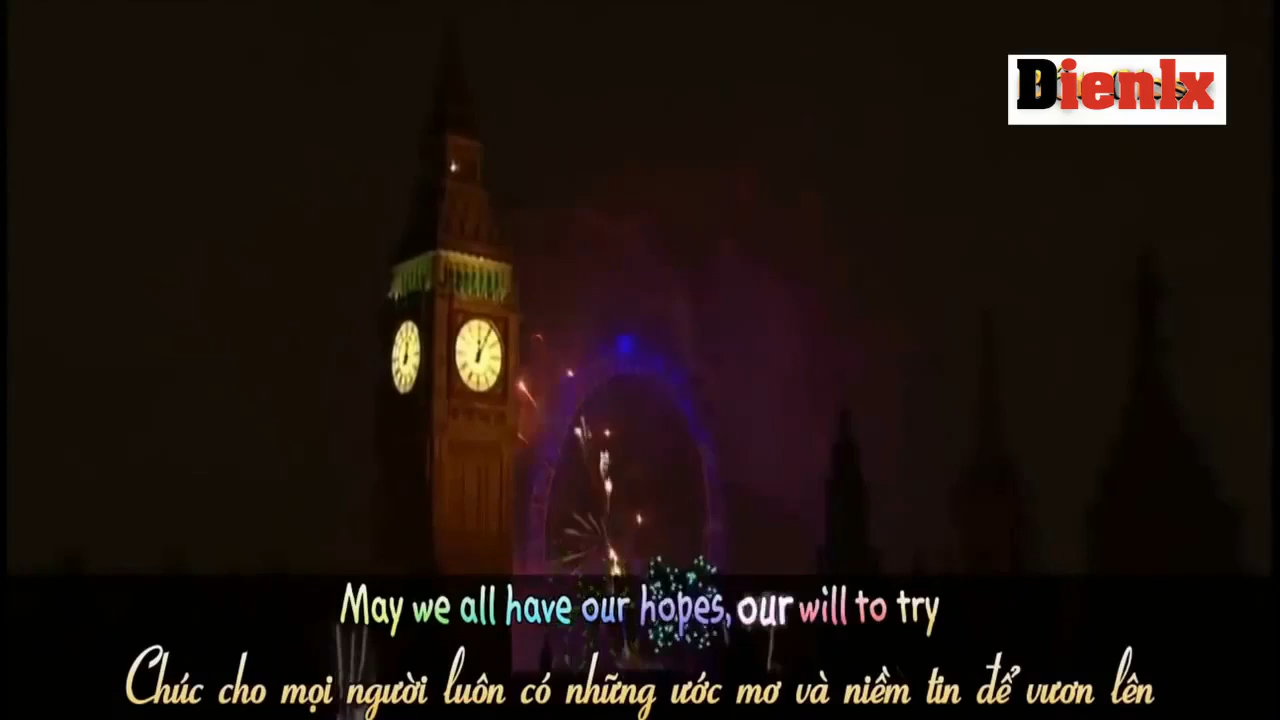 Dienlx
May we all have our hopes, our will to try
Chúc cho mọi người luôn có những ước mơ và niềm tin để vươn lên